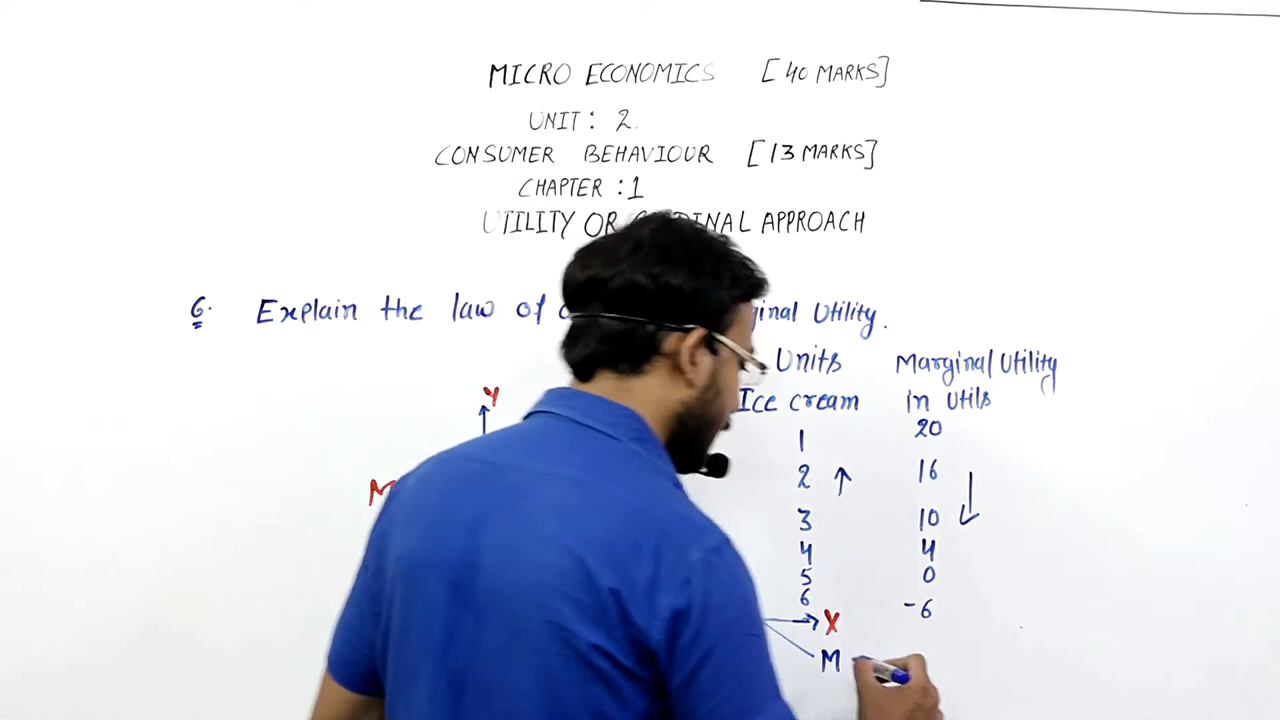 MICRO ECONOMICS [40 MARKS]
UNIT: 2.
CONSUMER BEHAVIOUR [13 MARKS]
CHAPTER : 1
UTILITY OR APPROACH
6. Explain the law of Utility.
Units Marginal Utility
Ice cream in utils
Y
1 20
2 16
3 10
4 4
5 0
6 -6
X
M